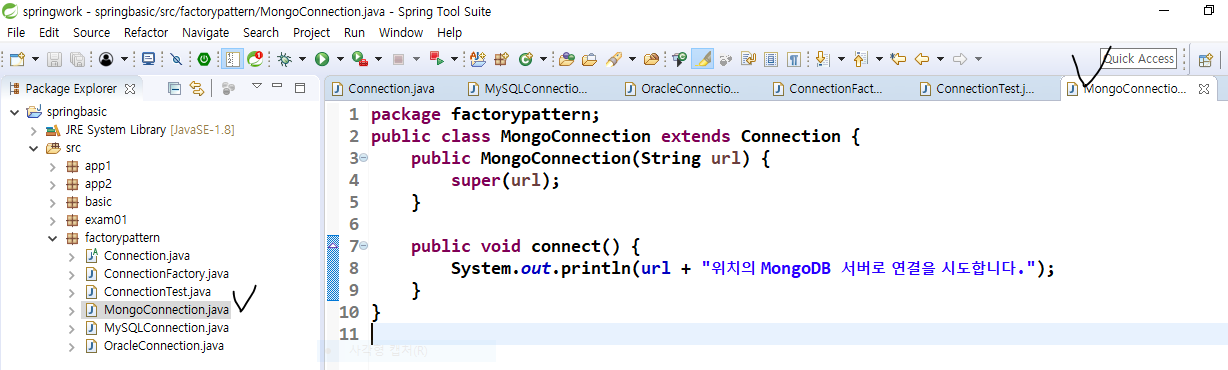 springwork - springbasic/src/factorypattern/MongoConnection.java - Spring Tool Suite
File Edit Source Refactor Navigate Search Project Run Window Help
Quick Access
Package Explorer
springbasic
JRE System Library [JavaSE-1.8]
src
app1
app2
basic
exam01
factorypattern
Connection.java
ConnectionFactory.java
ConnectionTest.java
MongoConnection.java
MySQLConnection.java
OracleConnection.java
Connection.java MySQLConnectio... OracleConnectio... ConnectionFact... ConnectionTest.j... MongoConnectio...
1 package factorypattern;
2 public class MongoConnection extends Connection {
3 public MongoConnection(String url) {
4 super(url);
5 }
6
7 public void connect() {
8 System.out.println(url + "위치의 MongoDB 서버로 연결을 시도합니다.");
9 }
10 }
11
사각형 캡처(R)